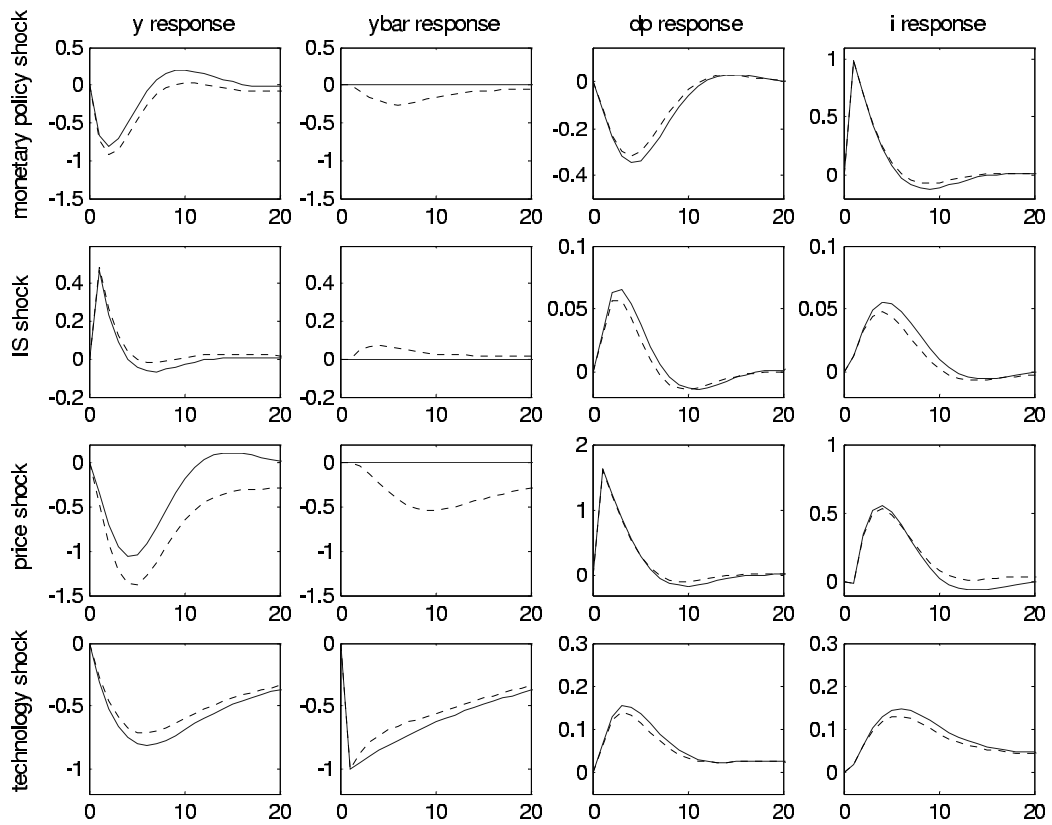 y response ybar response dp response i response
monetary policy shock
0.5 0 -0.5 -1 -1.5
0 10 20
0.5 0 -0.5 -1 -1.5
0 10 20
0 -0.2 -0.4
0 10 20
1 0.5 0
0 10 20
IS shock
0.4 0.2 0 -0.2
0 10 20
0.4 0.2 0 -0.2
0 10 20
0.1 0.05 0
0 10 20
0.1 0.05 0
0 10 20
price shock
0 -0.5 -1 -1.5
0 10 20
0 -0.5 -1 -1.5
0 10 20
2 1 0
0 10 20
1 0.5 0
0 10 20
technology shock
0 -0.5 -1
0 10 20
0 -0.5 -1
0 10 20
0.3 0.2 0.1 0
0 10 20
0.3 0.2 0.1 0
0 10 20